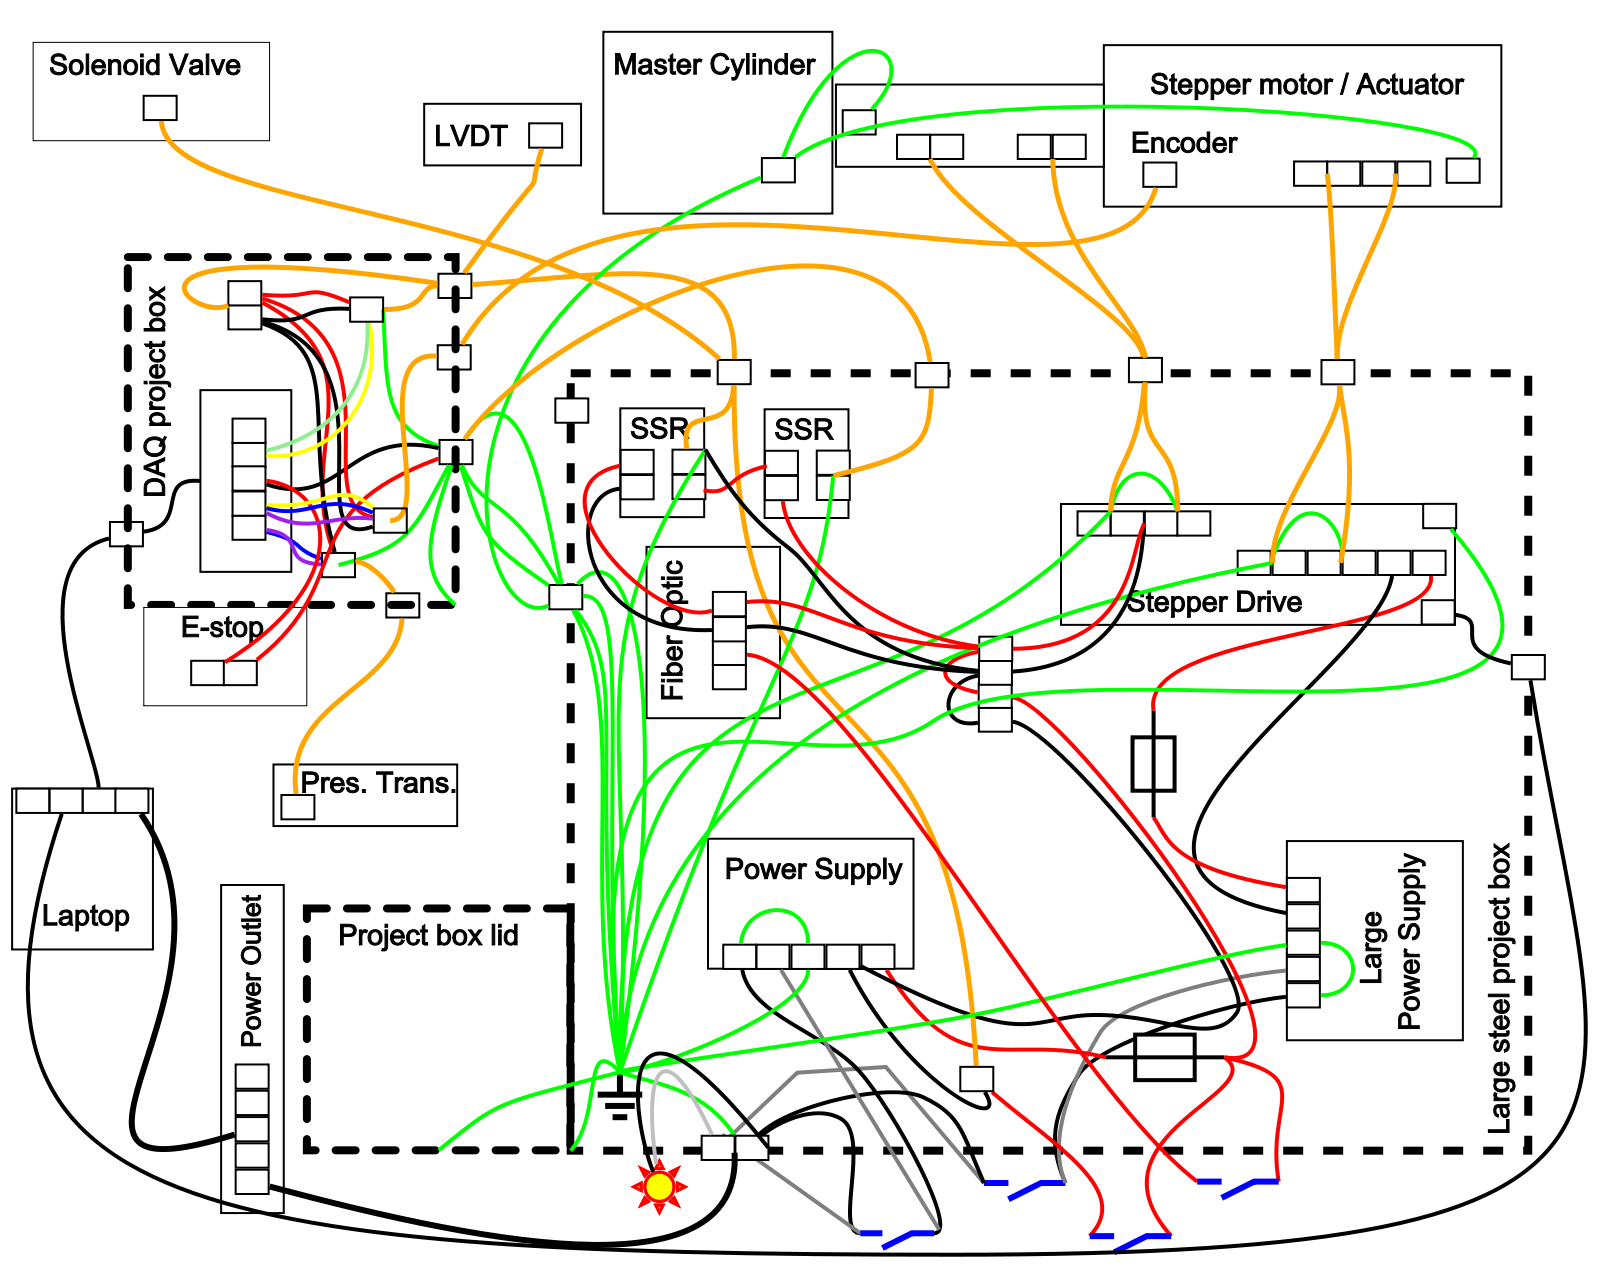 Solenoid Valve
LVDT
Master Cylinder
Stepper motor / Actuator
Encoder
DAQ project box
SSR
SSR
Fiber Optic
Stepper Drive
E-stop
Pres. Trans.
Laptop
Power Outlet
Project box lid
Power Supply
Large
Power Supply
Large steel project box